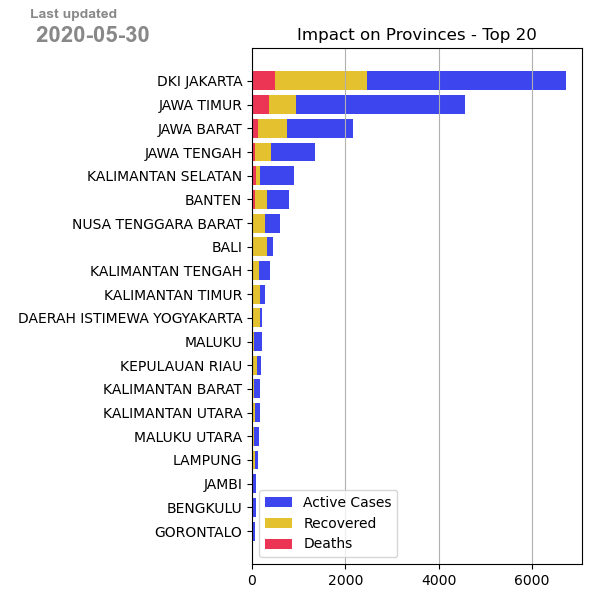 Last updated
2020-05-30
Impact on Provinces - Top 20
DKI JAKARTA
JAWA TIMUR
JAWA BARAT
JAWA TENGAH
KALIMANTAN SELATAN
BANTEN
NUSA TENGGARA BARAT
BALI
KALIMANTAN TENGAH
KALIMANTAN TIMUR
DAERAH ISTIMEWA YOGYAKARTA
MALUKU
KEPULAUAN RIAU
KALIMANTAN BARAT
KALIMANTAN UTARA
MALUKU UTARA
LAMPUNG
JAMBI
BENGKULU
GORONTALO
Active Cases
Recovered
Deaths
0 2000 4000 6000